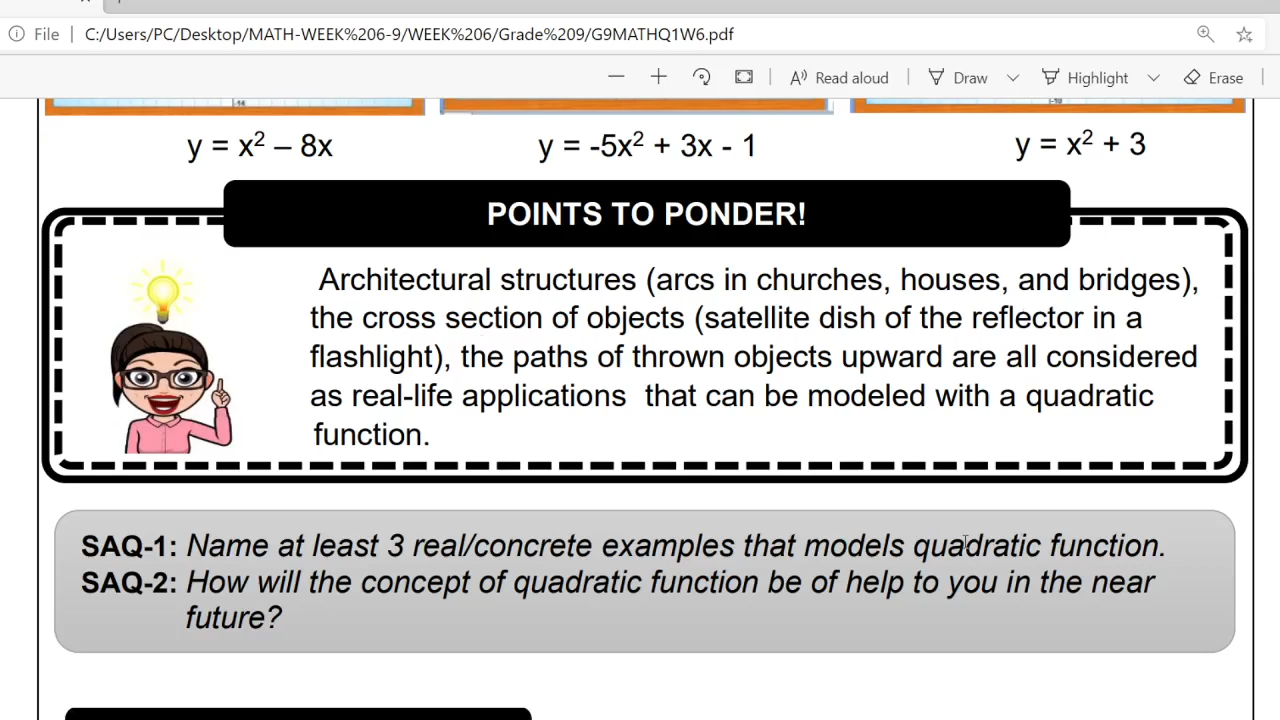 File | C:/Users/PC/Desktop/MATH-WEEK%206-9/WEEK%206/Grade%209/G9MATHQ1W6.pdf
Read aloud Draw Highlight Erase
y = x² – 8x y = -5x² + 3x - 1 y = x² + 3
POINTS TO PONDER!
Architectural structures (arcs in churches, houses, and bridges),
the cross section of objects (satellite dish of the reflector in a
flashlight), the paths of thrown objects upward are all considered
as real-life applications that can be modeled with a quadratic
function.
SAQ-1: Name at least 3 real/concrete examples that models quadratic function.
SAQ-2: How will the concept of quadratic function be of help to you in the near
future?